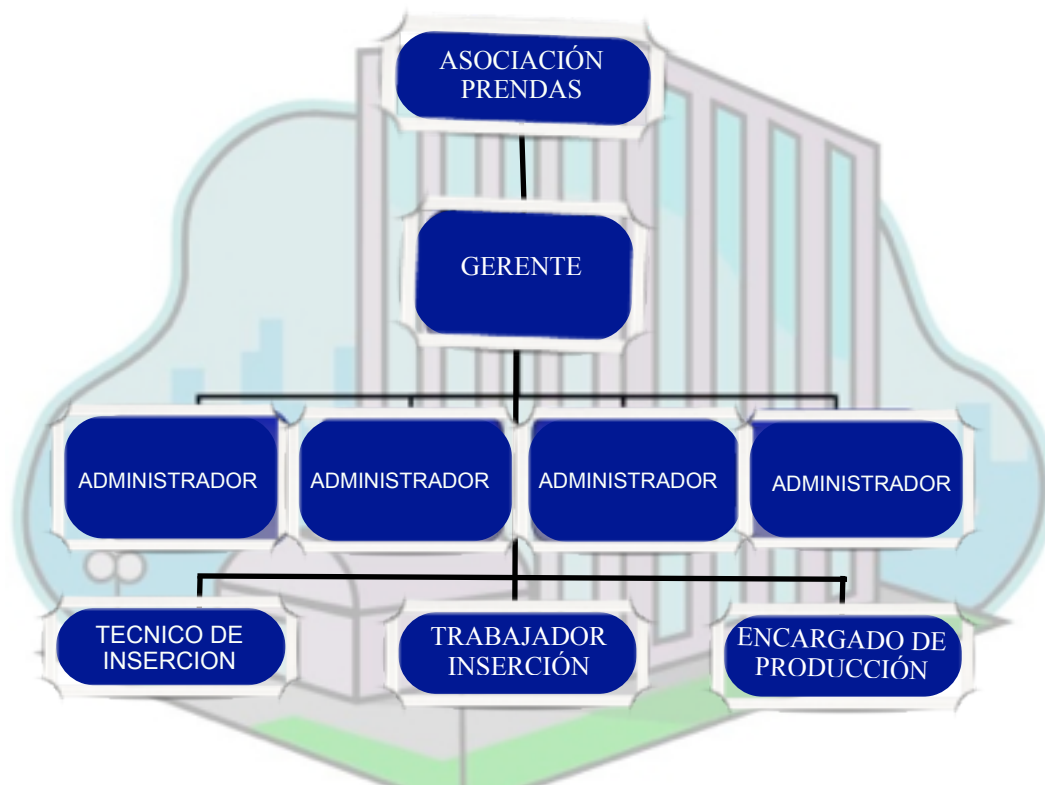 ASOCIACIÓN
PRENDAS
GERENTE
ADMINISTRADOR
ADMINISTRADOR
ADMINISTRADOR
ADMINISTRADOR
TECNICO DE
INSERCION
TRABAJADOR
INSERCIÓN
ENCARGADO DE
PRODUCCIÓN